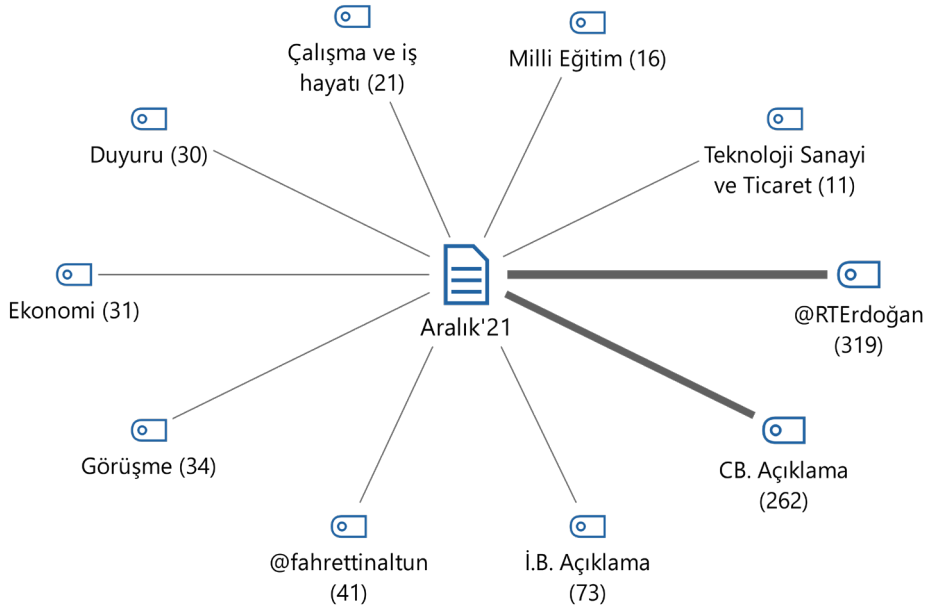 Çalışma ve iş
hayatı (21)
Milli Eğitim (16)
Duyuru (30)
Teknoloji Sanayi
ve Ticaret (11)
Ekonomi (31)
Aralık'21
@RTErdoğan
(319)
Görüşme (34)
CB. Açıklama
(262)
@fahrettinaltun
(41)
İ.B. Açıklama
(73)